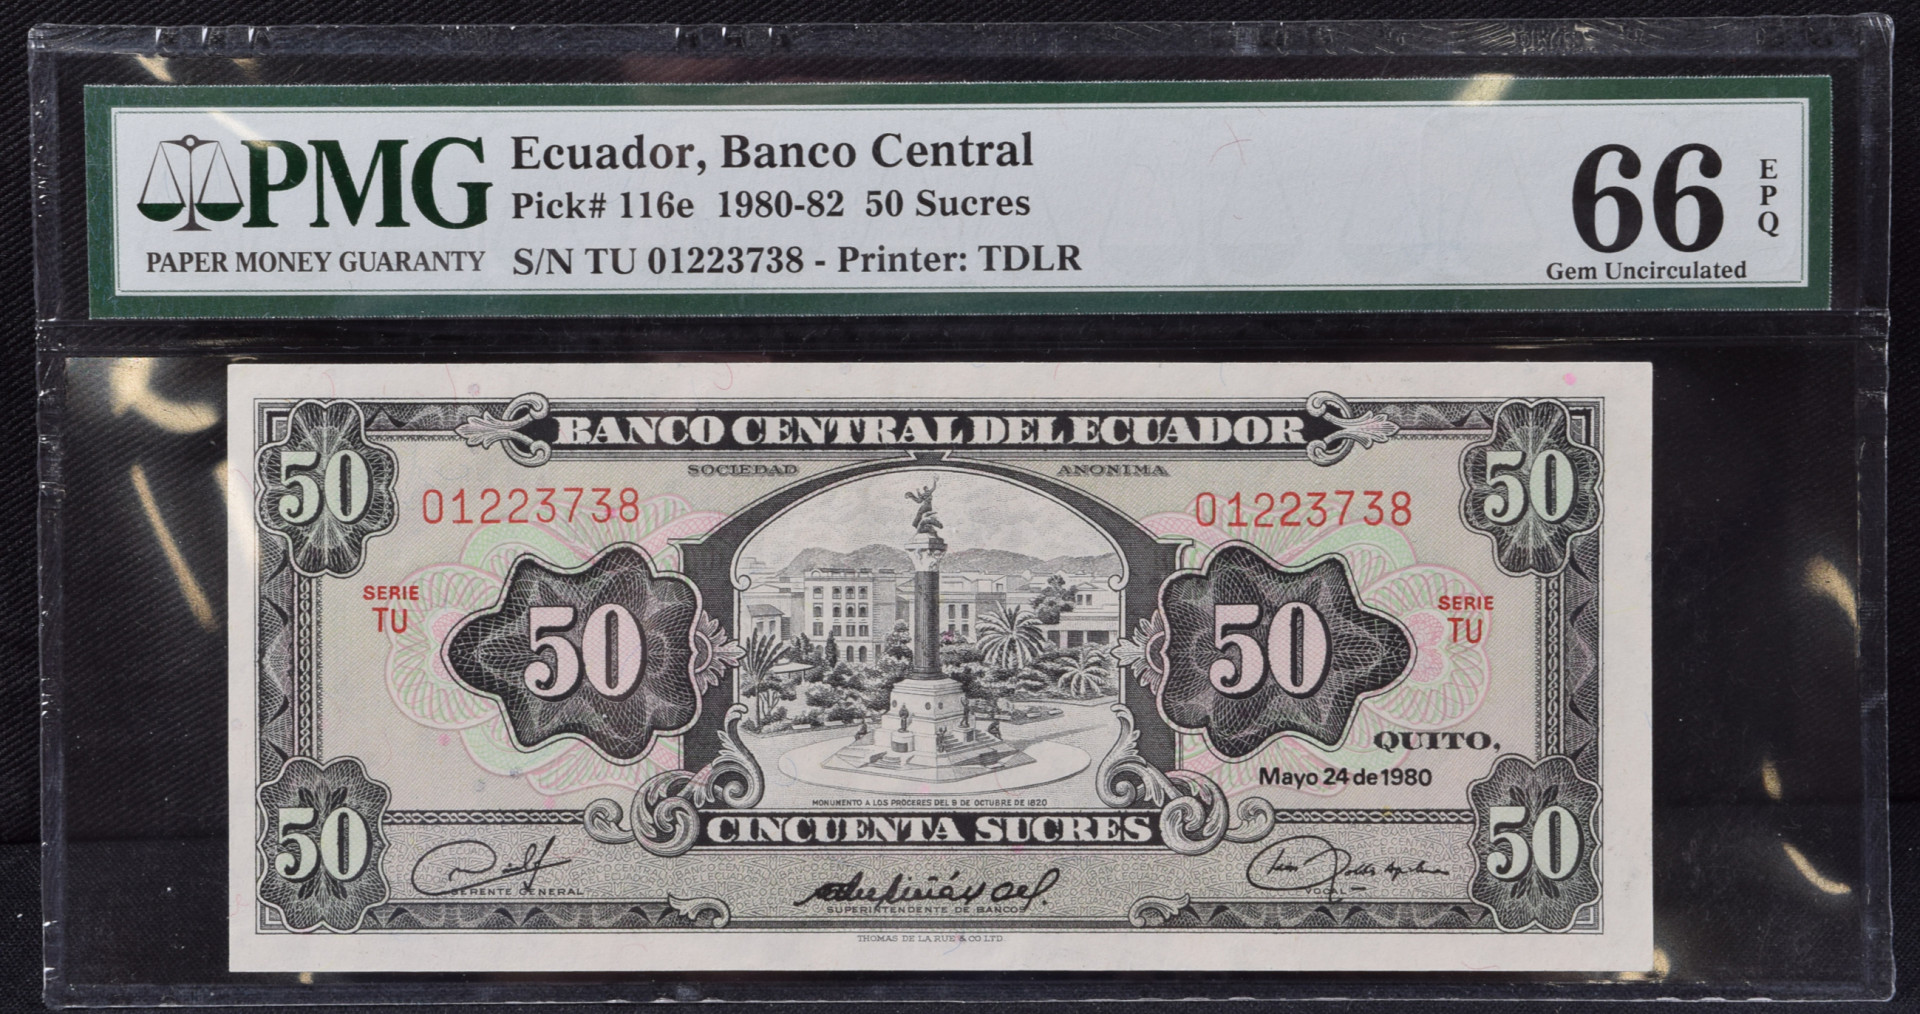 PMG
PAPER MONEY GUARANTY
Ecuador, Banco Central
Pick# 116e 1980-82 50 Sucres
S/N TU 01223738 - Printer: TDLR
66
EPQ
Gem Uncirculated
BANCO CENTRAL DEL ECUADOR
SOCIEDAD ANONIMA
50
50
01223738
01223738
SERIE
TU
SERIE
TU
50
50
QUITO,
Mayo 24 de 1980
MONUMENTO A LOS PROCERES DEL 9 DE OCTUBRE DE 1820
CINCUENTA SUCRES
50
50
GERENTE GENERAL
SUPERINTENDENTE DE BANCOS
VOCAL
THOMAS DE LA RUE & CO LTD.